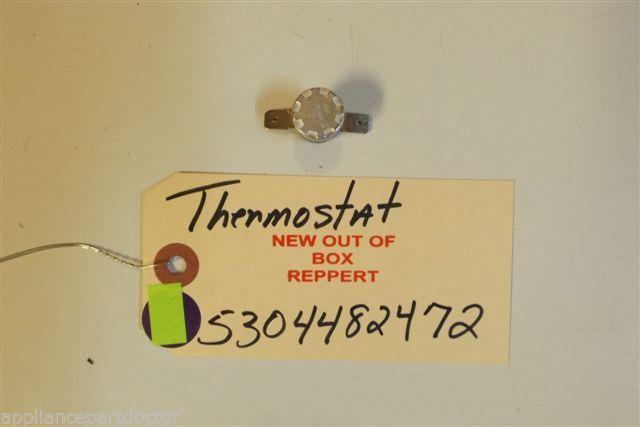 Thermostat
NEW OUT OF
BOX
REPPERT
5304482472
appliancepartdoctor